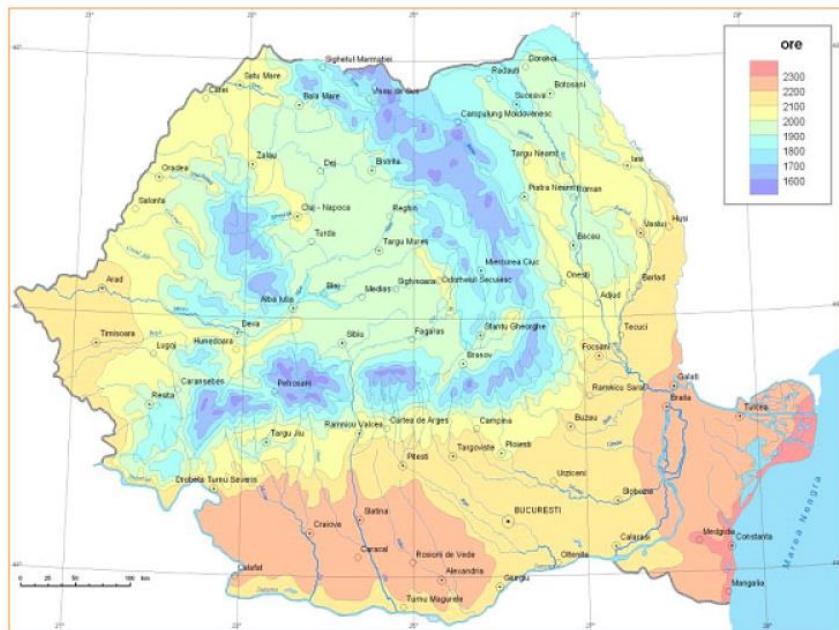 ore
2300
2200
2100
2000
1900
1800
1700
1600
Sighetul Marmatiei
Dorohoi
Satu Mare
Radauti
Viseu de Sus
Carei
Baia Mare
Suceava
Botosani
Campulung Moldovenesc
Targu Neamt
Iasi
Zalau
Dej
Bistrita
Oradea
Piatra Neamt
Roman
Salonta
Cluj - Napoca
Reghin
Vaslui
Husi
Turda
Targu Mures
Bacau
Miercurea Ciuc
Arad
Sighisoara
Odorheiul Secuiesc
Onesti
Barlad
Blaj
Medias
Alba Iulia
Adjud
Deva
Timisoara
Sibiu
Fagaras
Sfantu Gheorghe
Tecuci
Lugoj
Hunedoara
Focsani
Brasov
Caransebes
Petrosani
Galati
Resita
Ramnicu Sarat
Braila
Tulcea
Ramnicu Valcea
Curtea de Arges
Campina
Buzau
Targu Jiu
Targoviste
Ploiesti
Pitesti
Drobeta Turnu Severin
Urziceni
Slobozia
Slatina
BUCURESTI
Craiova
Medgidia
Constanta
Caracal
Rosiorii de Vede
Oltenita
Calarasi
Calafat
Alexandria
Giurgiu
Mangalia
Turnu Magurele
Marea Neagra